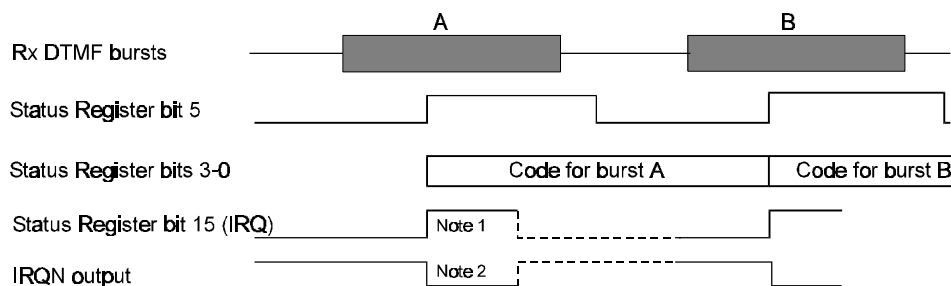 A
B
Rx DTMF bursts
Status Register bit 5
Status Register bits 3-0
Code for burst A
Code for burst B
Status Register bit 15 (IRQ)
Note 1
IRQN output
Note 2